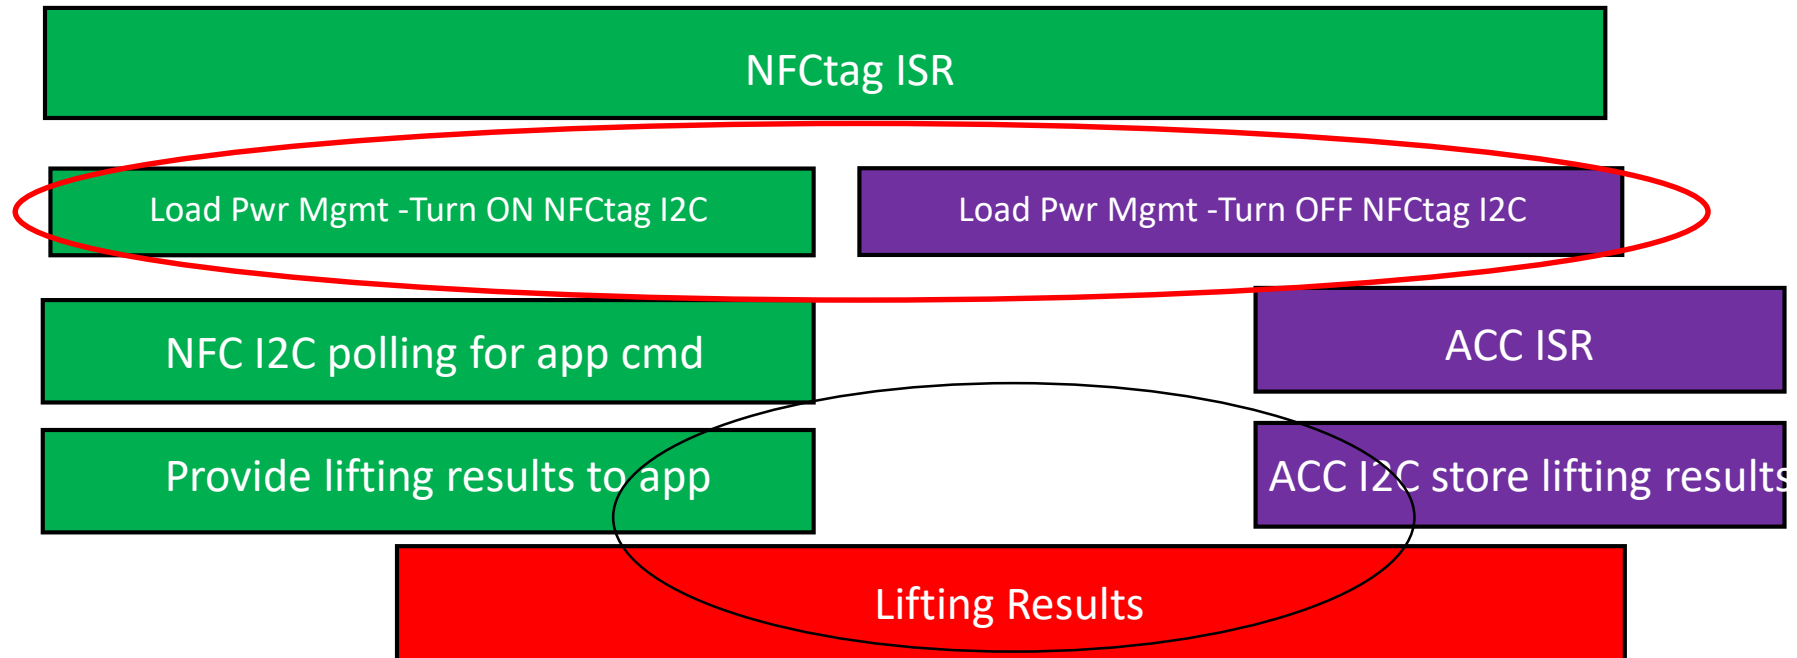 NFCtag ISR
Load Pwr Mgmt -Turn ON NFCtag I2C
Load Pwr Mgmt -Turn OFF NFCtag I2C
NFC I2C polling for app cmd
ACC ISR
Provide lifting results to app
ACC I2C store lifting results
Lifting Results